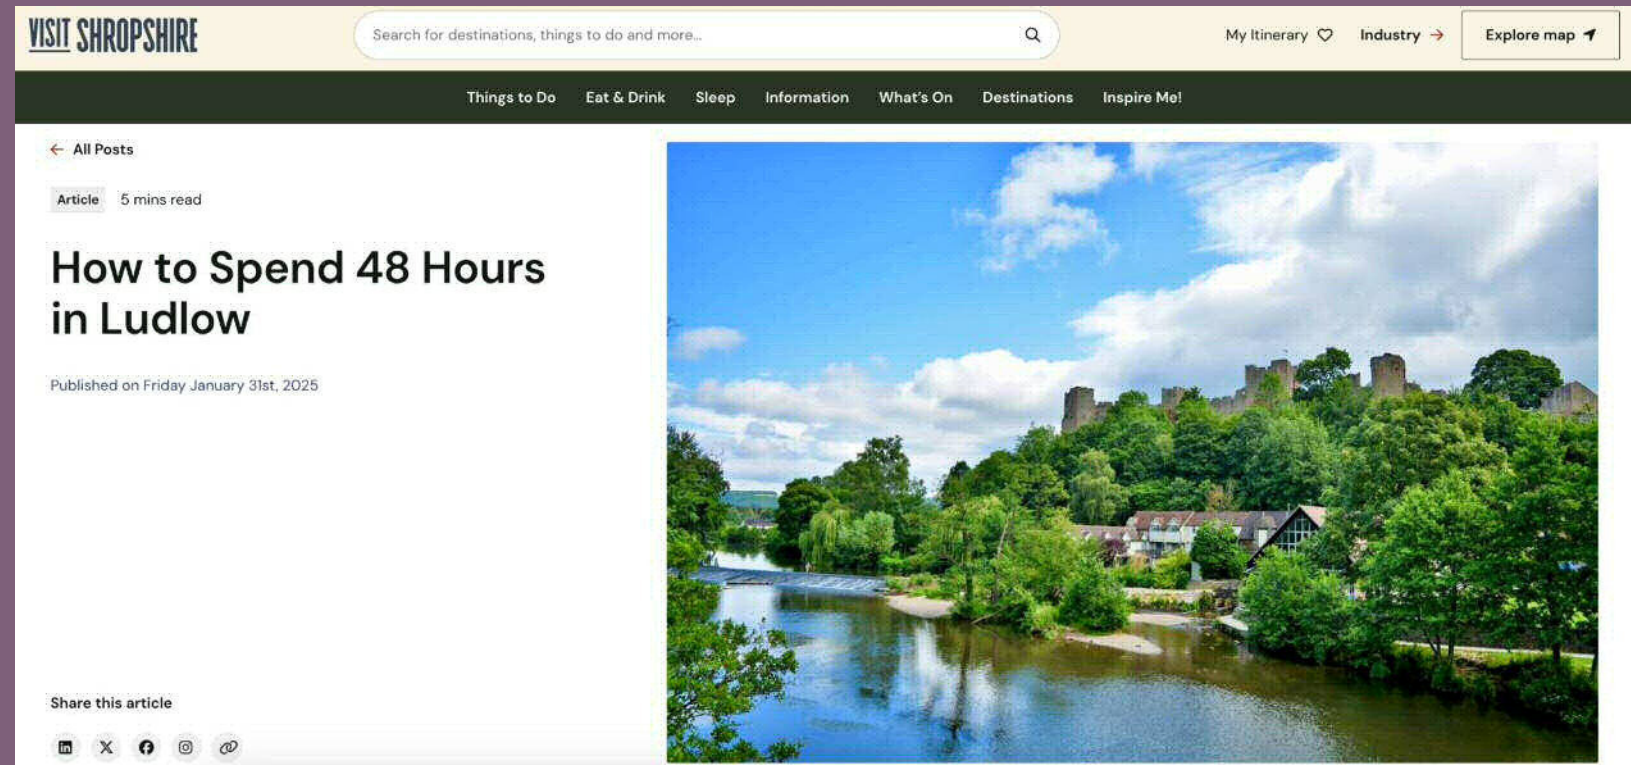 VISIT SHROPSHIRE
Search for destinations, things to do and more...
My Itinerary
Industry
Explore map
Things to Do
Eat & Drink
Sleep
Information
What's On
Destinations
Inspire Me!
All Posts
Article
5 mins read
How to Spend 48 Hours
in Ludlow
Published on Friday January 31st, 2025
Share this article